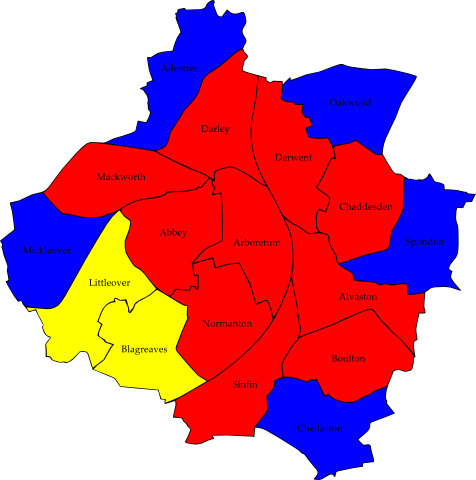 Allestree
Oakwood
Darley
Derwent
Mackworth
Chaddesden
Abbey
Arboretum
Spondon
Mickleover
Littleover
Alvaston
Normanton
Blagreaves
Boulton
Sinfin
Chellaston